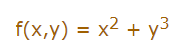 f(x,y) = x² + y³